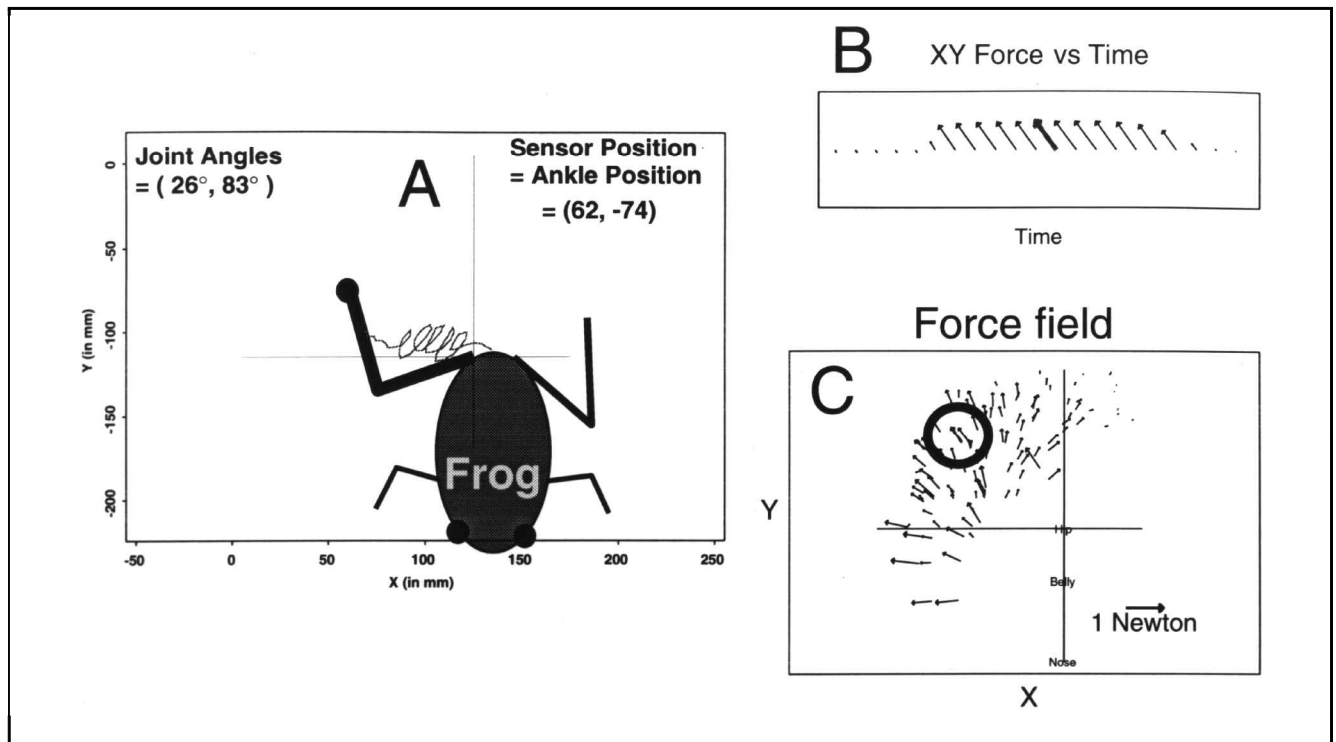 A
Joint Angles
= ( 26°, 83° )
Sensor Position
= Ankle Position
= (62, -74)
Y (in mm)
0
-50
-100
-150
-200
Frog
-50
0
50
100
150
200
250
X (in mm)
B
XY Force vs Time
Time
Force field
C
Y
Hip
Belly
1 Newton
Nose
X